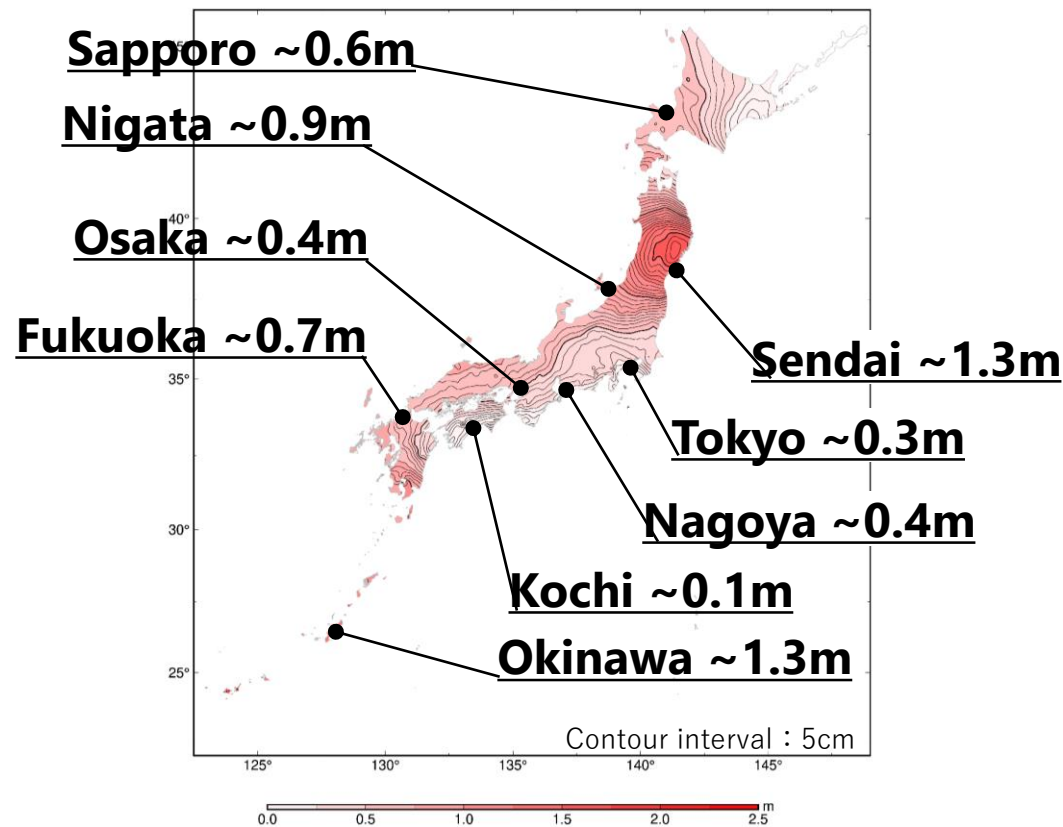 Sapporo ~0.6m
Nigata ~0.9m
40°
Osaka ~0.4m
Fukuoka ~0.7m
35°
Sendai ~1.3m
Tokyo ~0.3m
Nagoya ~0.4m
30°
Kochi ~0.1m
Okinawa ~1.3m
25°
Contour interval：5cm
125° 130° 135° 140° 145°
m
0.0 0.5 1.0 1.5 2.0 2.5